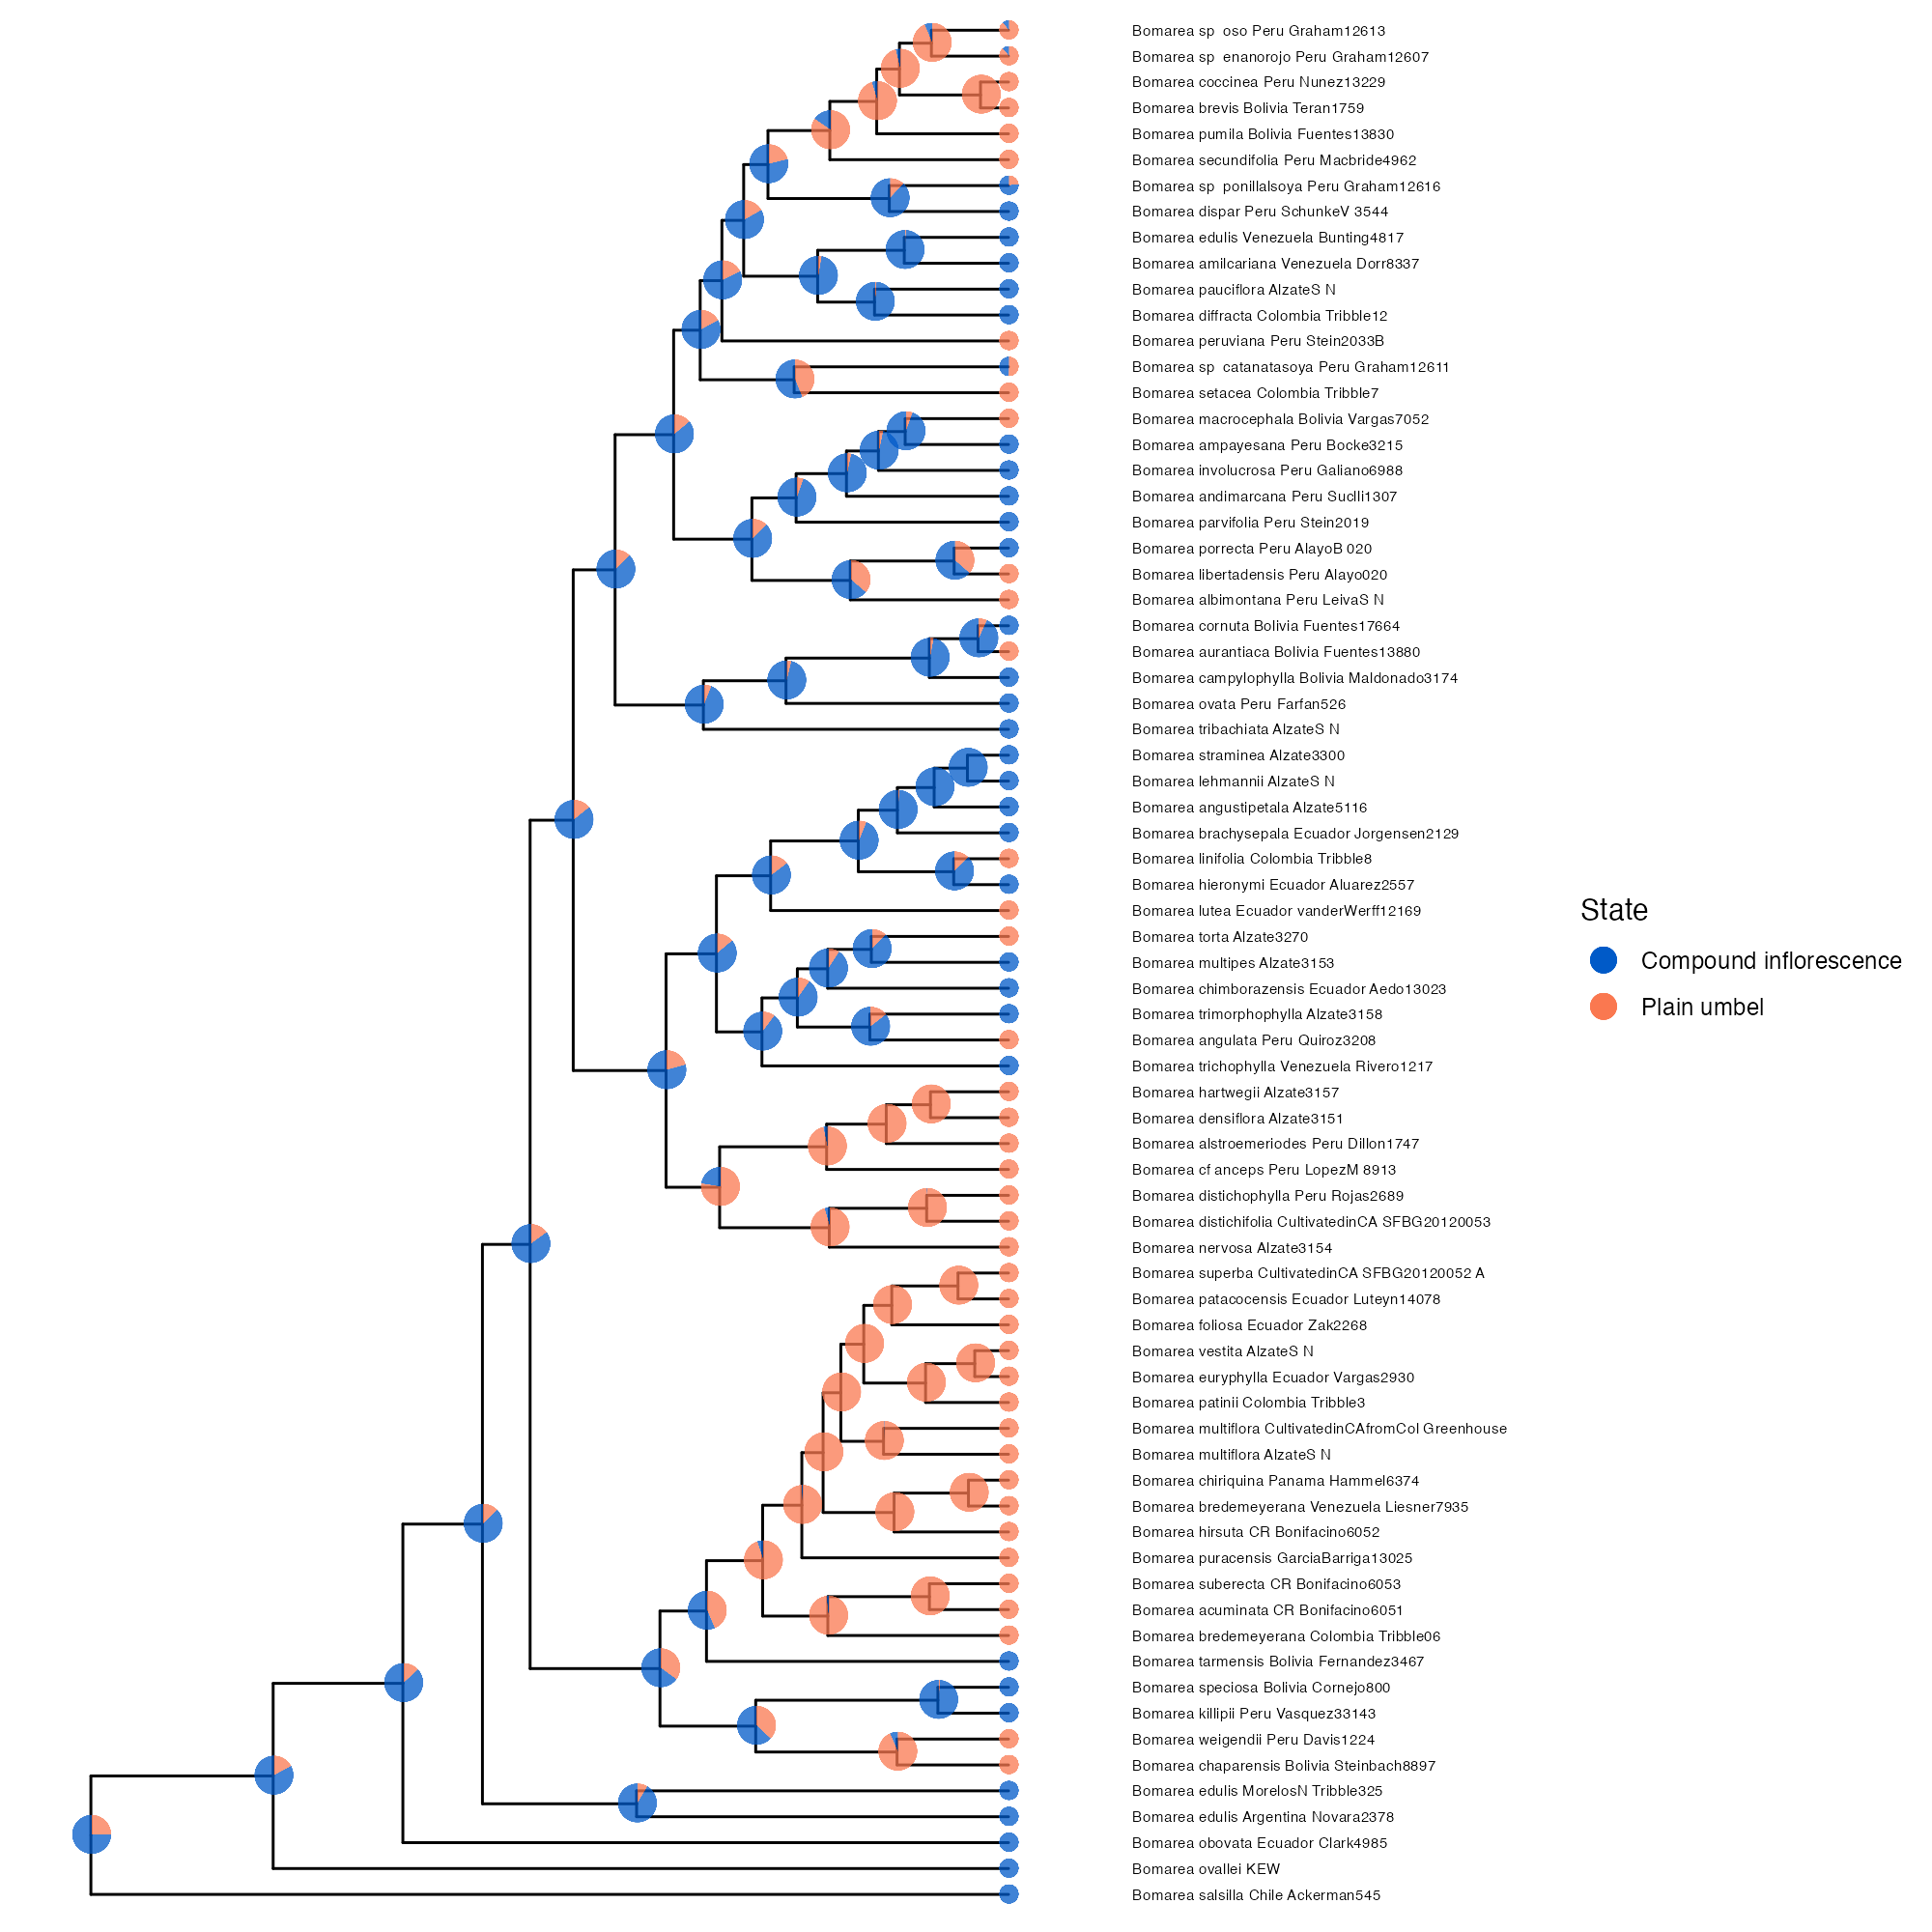 Bomarea sp oso Peru Graham12613
Bomarea sp enanorojo Peru Graham12607
Bomarea coccinea Peru Nunez13229
Bomarea brevis Bolivia Teran1759
Bomarea pumila Bolivia Fuentes13830
Bomarea secundifolia Peru Macbride4962
Bomarea sp ponillalsoya Peru Graham12616
Bomarea dispar Peru SchunkeV 3544
Bomarea edulis Venezuela Bunting4817
Bomarea amilcariana Venezuela Dorr8337
Bomarea pauciflora AlzateS N
Bomarea diffracta Colombia Tribble12
Bomarea peruviana Peru Stein2033B
Bomarea sp catanatasoya Peru Graham12611
Bomarea setacea Colombia Tribble7
Bomarea macrocephala Bolivia Vargas7052
Bomarea ampayesana Peru Bocke3215
Bomarea involucrosa Peru Galiano6988
Bomarea andimarcana Peru Suclli1307
Bomarea parvifolia Peru Stein2019
Bomarea porrecta Peru AlayoB 020
Bomarea libertadensis Peru Alayo020
Bomarea albimontana Peru LeivaS N
Bomarea cornuta Bolivia Fuentes17664
Bomarea aurantiaca Bolivia Fuentes13880
Bomarea campylophylla Bolivia Maldonado3174
Bomarea ovata Peru Farfan526
Bomarea tribachiata AlzateS N
Bomarea straminea Alzate3300
Bomarea lehmannii AlzateS N
Bomarea angustipetala Alzate5116
Bomarea brachysepala Ecuador Jorgensen2129
Bomarea linifolia Colombia Tribble8
Bomarea hieronymi Ecuador Aluarez2557
Bomarea lutea Ecuador vanderWerff12169
Bomarea torta Alzate3270
Bomarea multipes Alzate3153
Bomarea chimborazensis Ecuador Aedo13023
Bomarea trimorphophylla Alzate3158
Bomarea angulata Peru Quiroz3208
Bomarea trichophylla Venezuela Rivero1217
Bomarea hartwegii Alzate3157
Bomarea densiflora Alzate3151
Bomarea alstroemeriodes Peru Dillon1747
Bomarea cf anceps Peru LopezM 8913
Bomarea distichophylla Peru Rojas2689
Bomarea distichifolia CultivatedinCA SFBG20120053
Bomarea nervosa Alzate3154
Bomarea superba CultivatedinCA SFBG20120052 A
Bomarea patacocensis Ecuador Luteyn14078
Bomarea foliosa Ecuador Zak2268
Bomarea vestita AlzateS N
Bomarea euryphylla Ecuador Vargas2930
Bomarea patinii Colombia Tribble3
Bomarea multiflora CultivatedinCAfromCol Greenhouse
Bomarea multiflora AlzateS N
Bomarea chiriquina Panama Hammel6374
Bomarea bredemeyerana Venezuela Liesner7935
Bomarea hirsuta CR Bonifacino6052
Bomarea puracensis GarciaBarriga13025
Bomarea suberecta CR Bonifacino6053
Bomarea acuminata CR Bonifacino6051
Bomarea bredemeyerana Colombia Tribble06
Bomarea tarmensis Bolivia Fernandez3467
Bomarea speciosa Bolivia Cornejo800
Bomarea killipii Peru Vasquez33143
Bomarea weigendii Peru Davis1224
Bomarea chaparensis Bolivia Steinbach8897
Bomarea edulis MorelosN Tribble325
Bomarea edulis Argentina Novara2378
Bomarea obovata Ecuador Clark4985
Bomarea ovallei KEW
Bomarea salsilla Chile Ackerman545
State
Compound inflorescence
Plain umbel